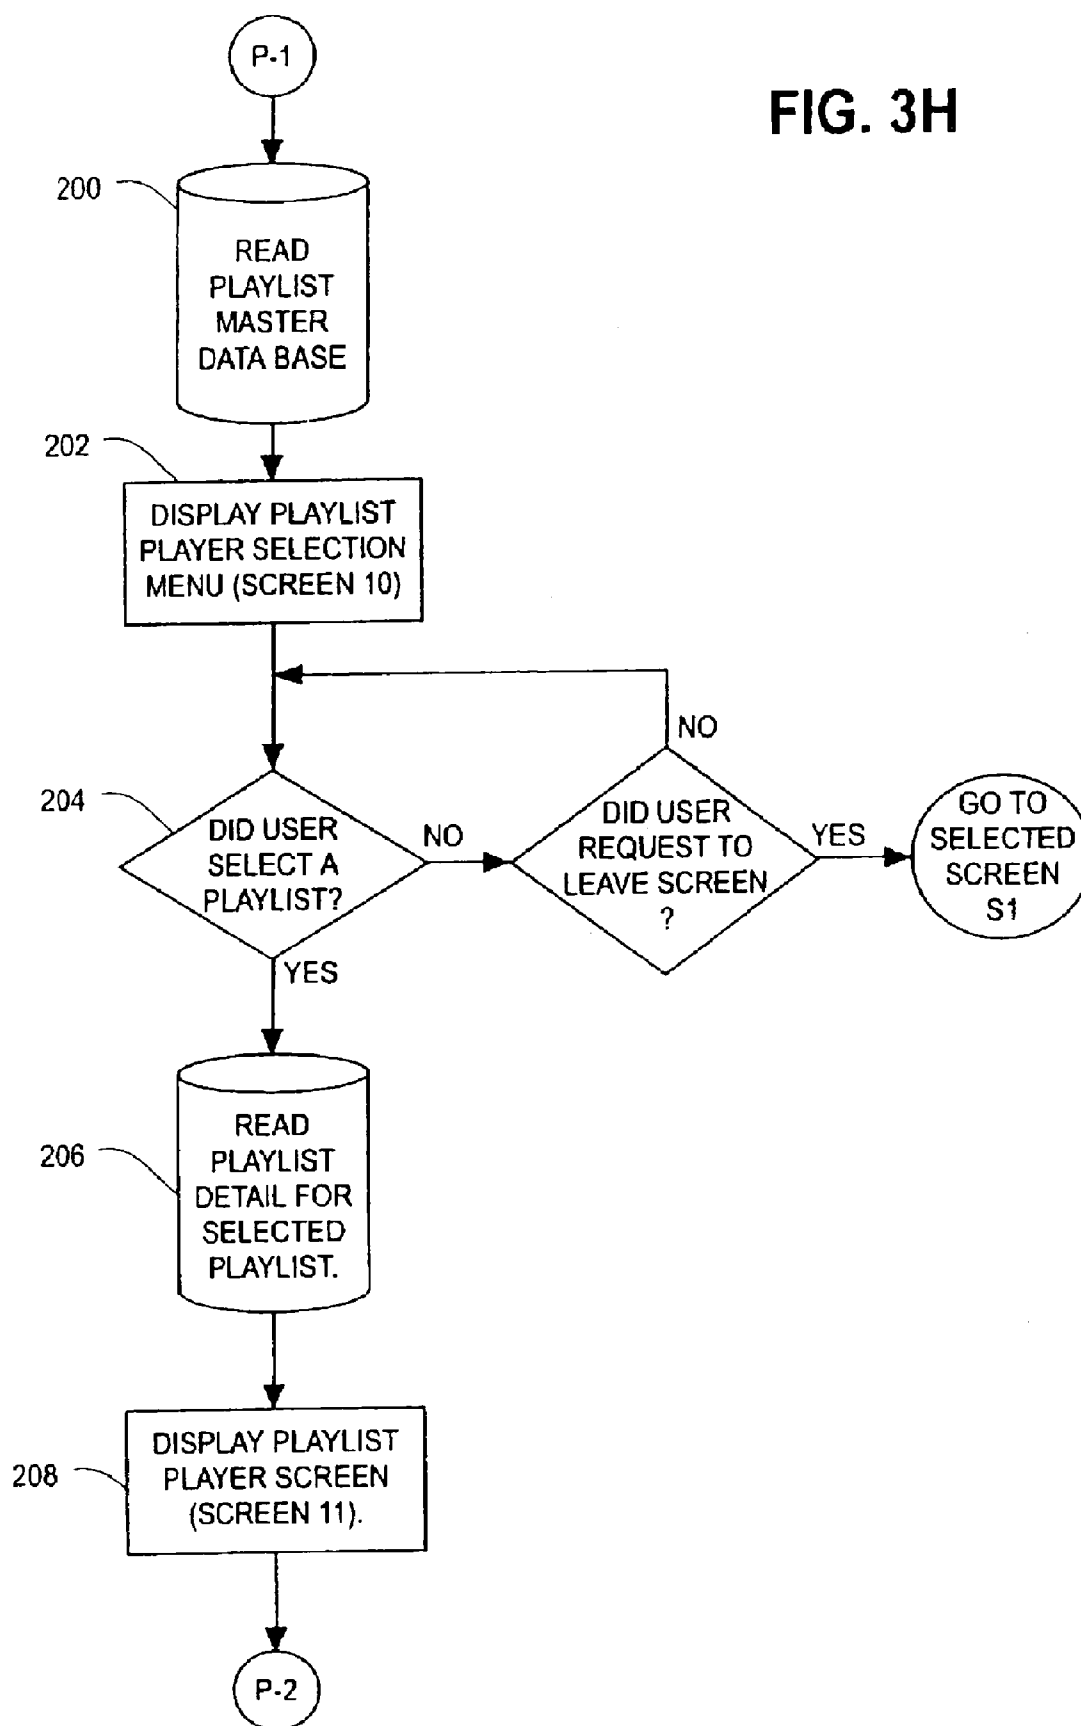 P-1
FIG. 3H
200
READ
PLAYLIST
MASTER
DATA BASE
202
DISPLAY PLAYLIST
PLAYER SELECTION
MENU (SCREEN 10)
204
DID USER
SELECT A
PLAYLIST?
NO
DID USER
REQUEST TO
LEAVE SCREEN
?
NO
YES
GO TO
SELECTED
SCREEN
S1
YES
206
READ
PLAYLIST
DETAIL FOR
SELECTED
PLAYLIST.
208
DISPLAY PLAYLIST
PLAYER SCREEN
(SCREEN 11).
P-2